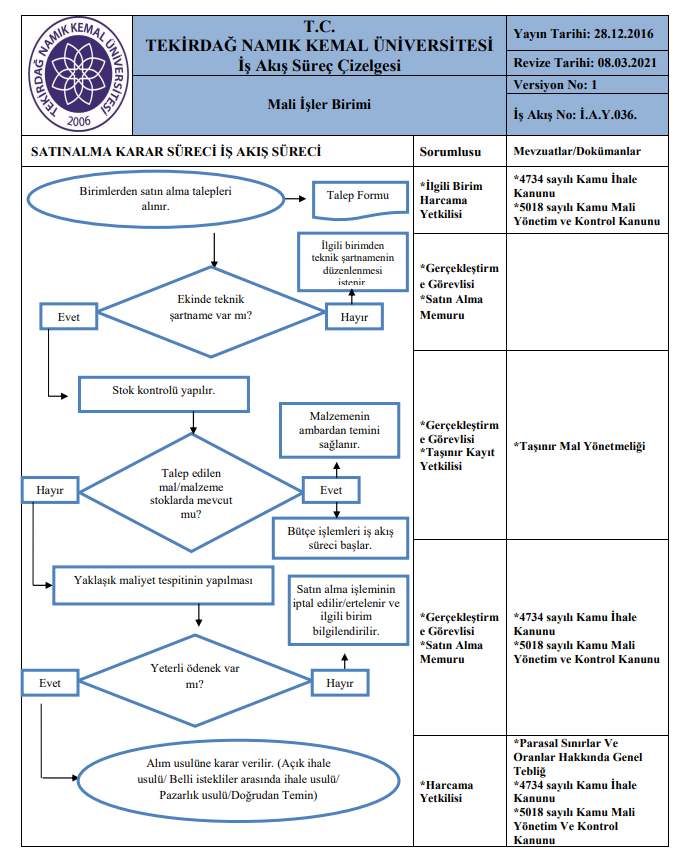 TEKİRDAĞ NAMIK KEMAL ÜNİVERSİTESİ
2006
T.C.
TEKİRDAĞ NAMIK KEMAL ÜNİVERSİTESİ
İş Akış Süreç Çizelgesi
Mali İşler Birimi
Yayın Tarihi: 28.12.2016
Revize Tarihi: 08.03.2021
Versiyon No: 1
İş Akış No: İ.A.Y.036.
SATINALMA KARAR SÜRECİ İŞ AKIŞ SÜRECİ
Sorumlusu
Mevzuatlar/Dokümanlar
Birimlerden satın alma talepleri
alınır.
Talep Formu
*İlgili Birim
Harcama
Yetkilisi
*4734 sayılı Kamu İhale
Kanunu
*5018 sayılı Kamu Mali
Yönetim ve Kontrol Kanunu
İlgili birimden
teknik şartnamenin
düzenlenmesi
istenir.
Ekinde teknik
şartname var mı?
Evet
Hayır
*Gerçekleştirm
e Görevlisi
*Satın Alma
Memuru
Stok kontrolü yapılır.
Malzemenin
ambardan temini
sağlanır.
Talep edilen
mal/malzeme
stoklarda mevcut
mu?
Hayır
Evet
Bütçe işlemleri iş akış
süreci başlar.
*Gerçekleştirm
e Görevlisi
*Taşınır Kayıt
Yetkilisi
*Taşınır Mal Yönetmeliği
Yaklaşık maliyet tespitinin yapılması
Satın alma işleminin
iptal edilir/ertelenir ve
ilgili birim
bilgilendirilir.
Yeterli ödenek var
mı?
Evet
Hayır
*Gerçekleştirm
e Görevlisi
*Satın Alma
Memuru
*4734 sayılı Kamu İhale
Kanunu
*5018 sayılı Kamu Mali
Yönetim ve Kontrol Kanunu
Alım usulüne karar verilir. (Açık ihale
usulü/ Belli istekliler arasında ihale usulü/
Pazarlık usulü/Doğrudan Temin)
*Harcama
Yetkilisi
*Parasal Sınırlar Ve
Oranlar Hakkında Genel
Tebliğ
*4734 sayılı Kamu İhale
Kanunu
*5018 sayılı Kamu Mali
Yönetim Ve Kontrol
Kanunu